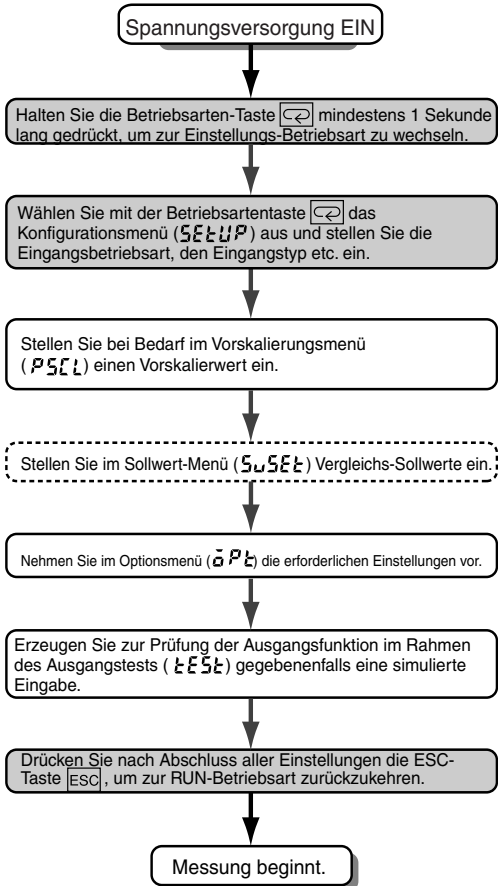 Spannungsversorgung EIN
Halten Sie die Betriebsarten-Taste mindestens 1 Sekunde
lang gedrückt, um zur Einstellungs-Betriebsart zu wechseln.
Wählen Sie mit der Betriebsartentaste das
Konfigurationsmenü (SEtUP) aus und stellen Sie die
Eingangsbetriebsart, den Eingangstyp etc. ein.
Stellen Sie bei Bedarf im Vorskalierungsmenü
(PSCL) einen Vorskalierwert ein.
Stellen Sie im Sollwert-Menü (SuSEt) Vergleichs-Sollwerte ein.
Nehmen Sie im Optionsmenü (oPt) die erforderlichen Einstellungen vor.
Erzeugen Sie zur Prüfung der Ausgangsfunktion im Rahmen
des Ausgangstests (tESt) gegebenenfalls eine simulierte
Eingabe.
Drücken Sie nach Abschluss aller Einstellungen die ESC-
Taste ESC, um zur RUN-Betriebsart zurückzukehren.
Messung beginnt.